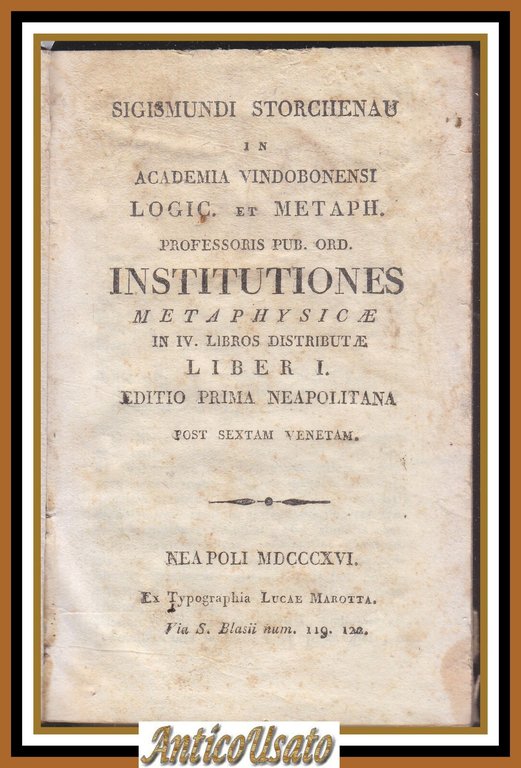 SIGISMUNDI STORCHENAU
IN
ACADEMIA VINDOBONENSI
LOGIC. ET METAPH.
PROFESSORIS PUB. ORD.
INSTITUTIONES
METAPHYSICÆ
IN IV. LIBROS DISTRIBUTÆ
LIBER I.
EDITIO PRIMA NEAPOLITANA
POST SEXTAM VENETAM.
NEAPOLI MDCCCXVI.
Ex Typographia LUCAE MAROTTA.
Via S. Blasii num. 119. 122.
AnticoUsato